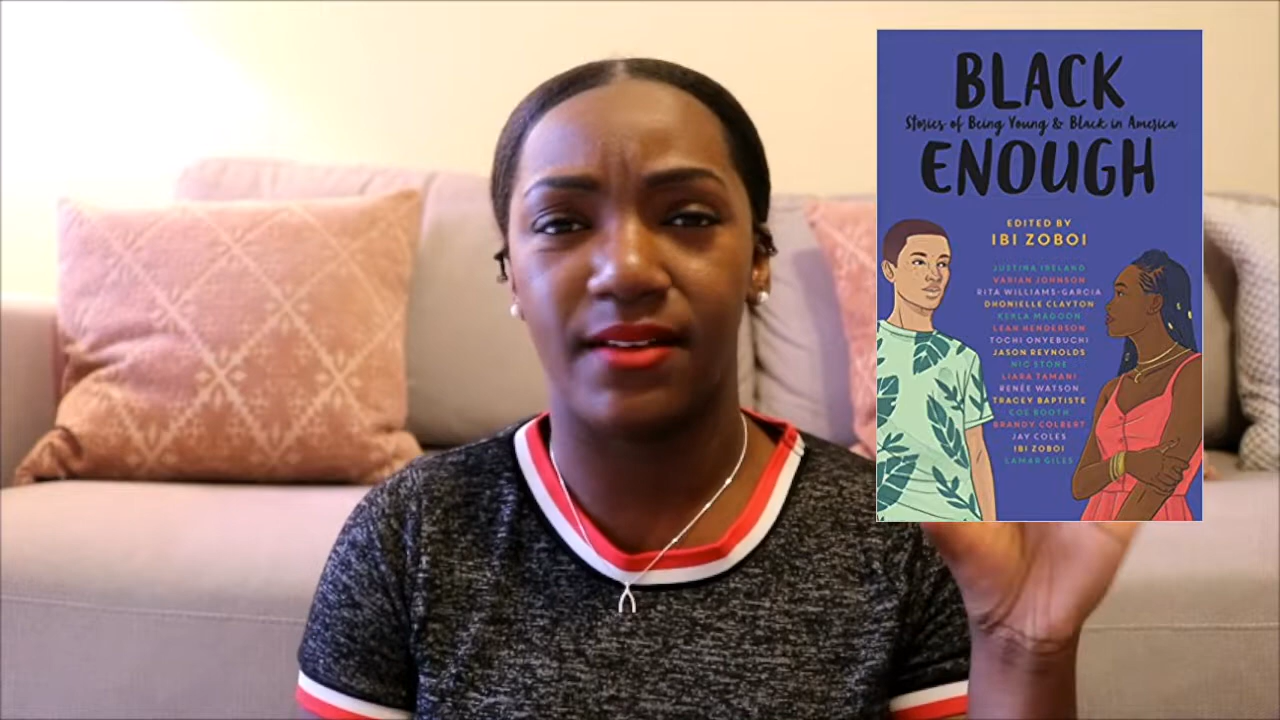 BLACK
Stories of Being Young & Black in America
ENOUGH
EDITED BY
IBI ZOBOI
JUSTINA IRELAND
VARIAN JOHNSON
RITA WILLIAMS-GARCIA
DHONIELLE CLAYTON
KEKLA MAGOON
LEAH HENDERSON
TOCHI ONYEBUCHI
JASON REYNOLDS
NIC STONE
LIARA TAMANI
RENÉE WATSON
TRACEY BAPTISTE
COE BOOTH
BRANDY COLBERT
JAY COLES
IBI ZOBOI
LAMAR GILES